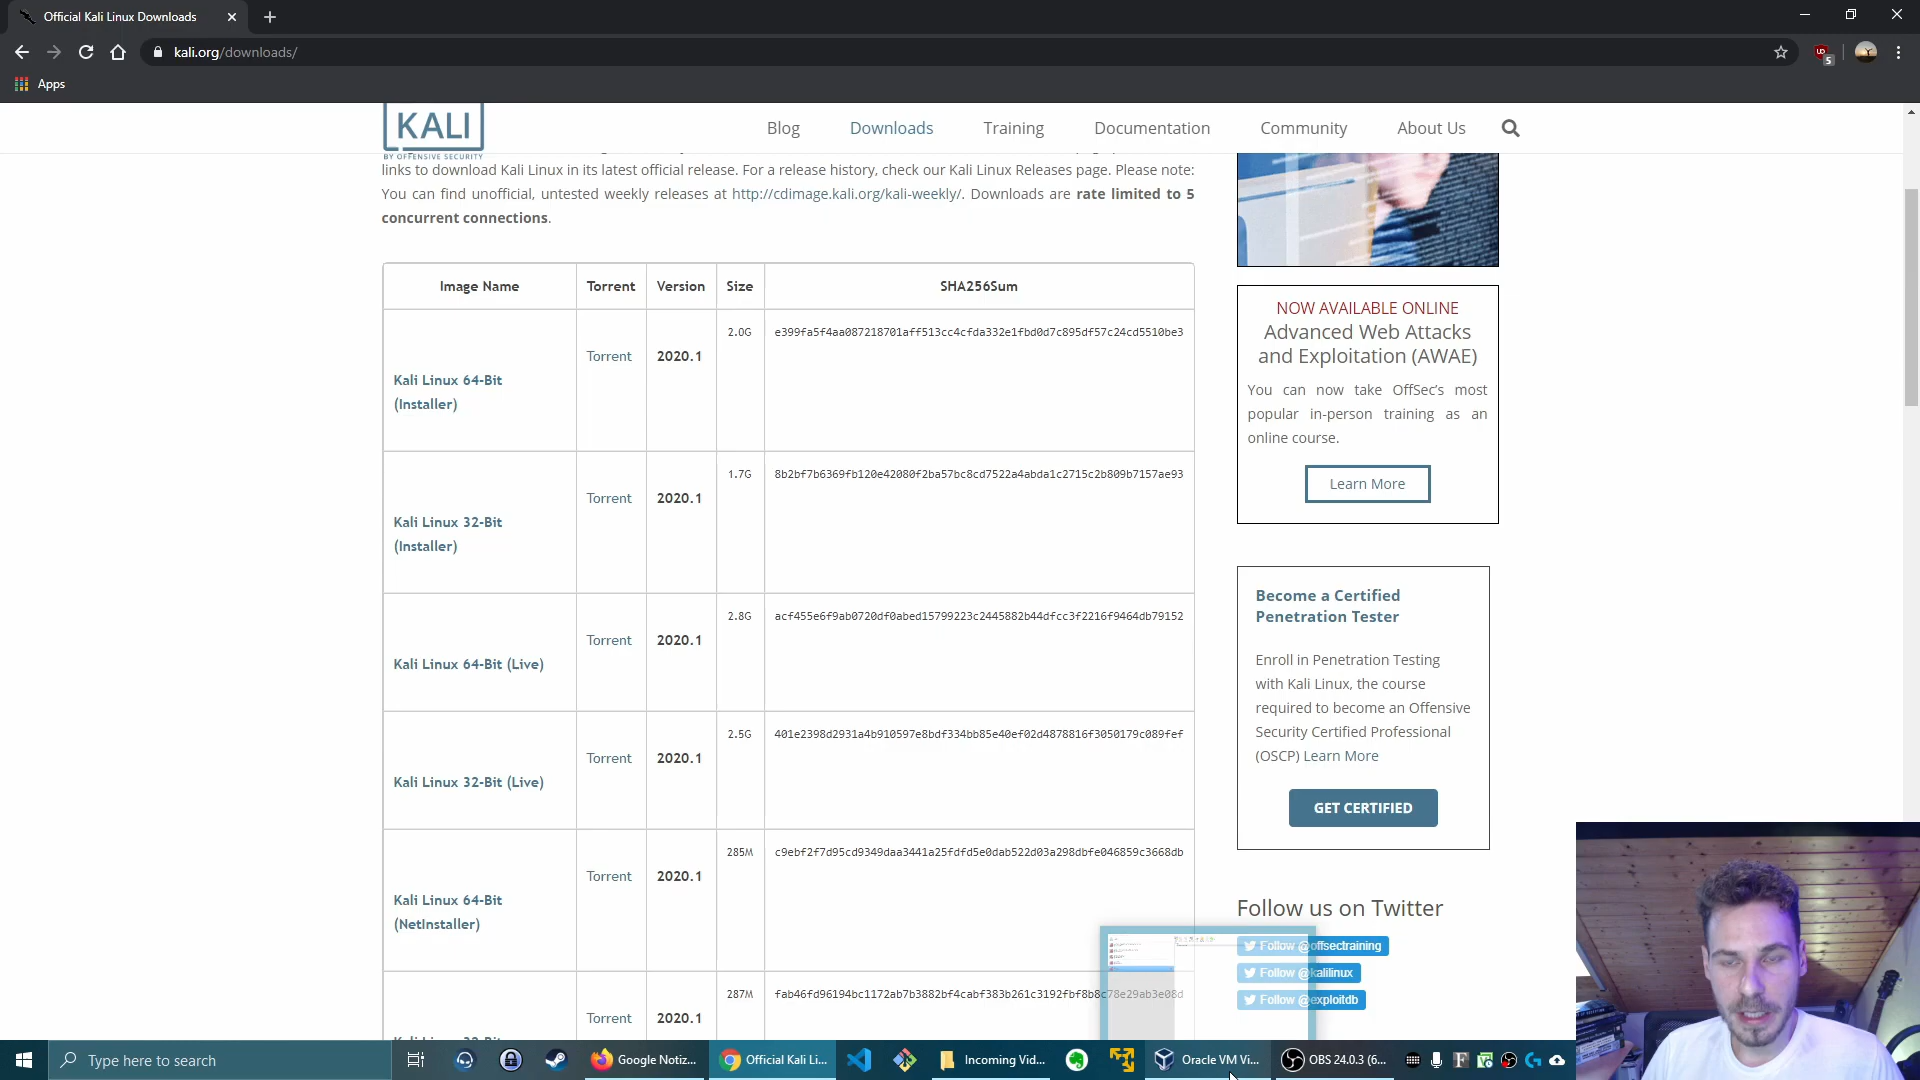 Official Kali Linux Downloads
kali.org/downloads/
5
Apps
KALI
BY OFFENSIVE SECURITY
Blog
Downloads
Training
Documentation
Community
About Us
links to download Kali Linux in its latest official release. For a release history, check our Kali Linux Releases page. Please note:
You can find unofficial, untested weekly releases at http://cdimage.kali.org/kali-weekly/. Downloads are rate limited to 5
concurrent connections.
Image Name Torrent Version Size SHA256Sum
Kali Linux 64-Bit
(Installer)
Torrent
2020.1
2.0G
e399fa5f4aa087218701aff513cc4cfda332e1fbd0d7c895df57c24cd5510be3
Kali Linux 32-Bit
(Installer)
Torrent
2020.1
1.7G
8b2bf7b6369fb120e42080f2ba57bc8cd7522a4abda1c2715c2b809b7157ae93
Kali Linux 64-Bit (Live)
Torrent
2020.1
2.8G
acf455e6f9ab0720df0abed15799223c2445882b44dfcc3f2216f9464db79152
Kali Linux 32-Bit (Live)
Torrent
2020.1
2.5G
401e2398d2931a4b910597e8bdf334bb85e40ef02d4878816f3050179c089fef
Kali Linux 64-Bit
(NetInstaller)
Torrent
2020.1
285M
c9ebf2f7d95cd9349daa3441a25fdfd5e0dab522d03a298dbfe046859c3668db
Torrent
2020.1
287M
fab46fd96194bc1172ab7b3882bf4cabf383b261c3192fbf8b8c78e29ab3e08d
NOW AVAILABLE ONLINE
Advanced Web Attacks
and Exploitation (AWAE)
You can now take OffSec's most
popular in-person training as an
online course.
Learn More
Become a Certified
Penetration Tester
Enroll in Penetration Testing
with Kali Linux, the course
required to become an Offensive
Security Certified Professional
(OSCP) Learn More
GET CERTIFIED
Follow us on Twitter
Follow @offsectraining
Follow @kalilinux
Follow @exploitdb
Type here to search
Google Notiz...
Official Kali Li...
Incoming Vid...
Oracle VM Vi...
OBS 24.0.3 (6...